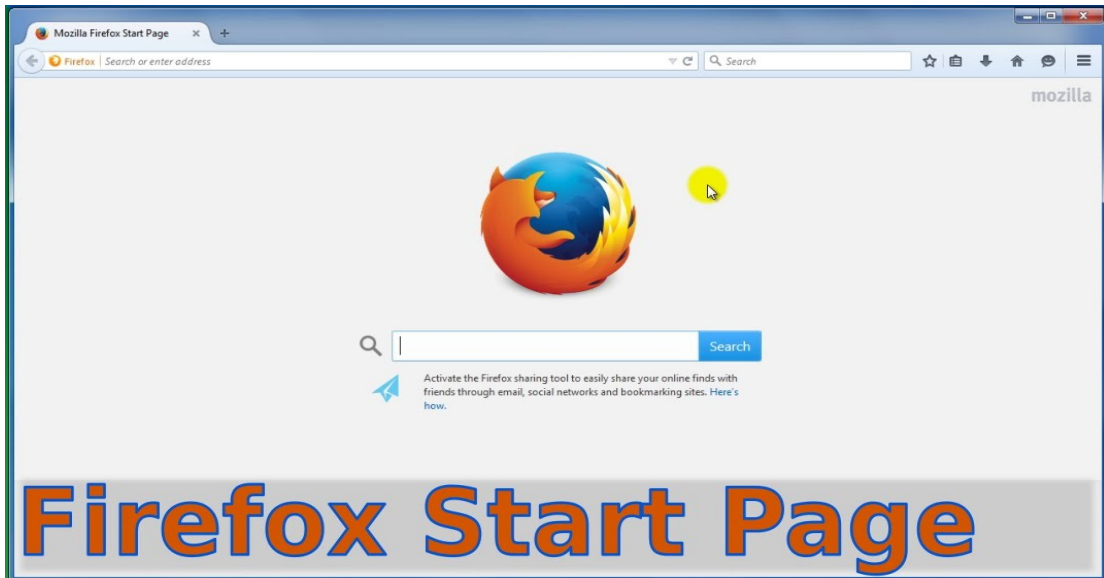 Mozilla Firefox Start Page
Firefox Search or enter address
Search
mozilla
Search
Activate the Firefox sharing tool to easily share your online finds with
friends through email, social networks and bookmarking sites. Here's
how.
Firefox Start Page